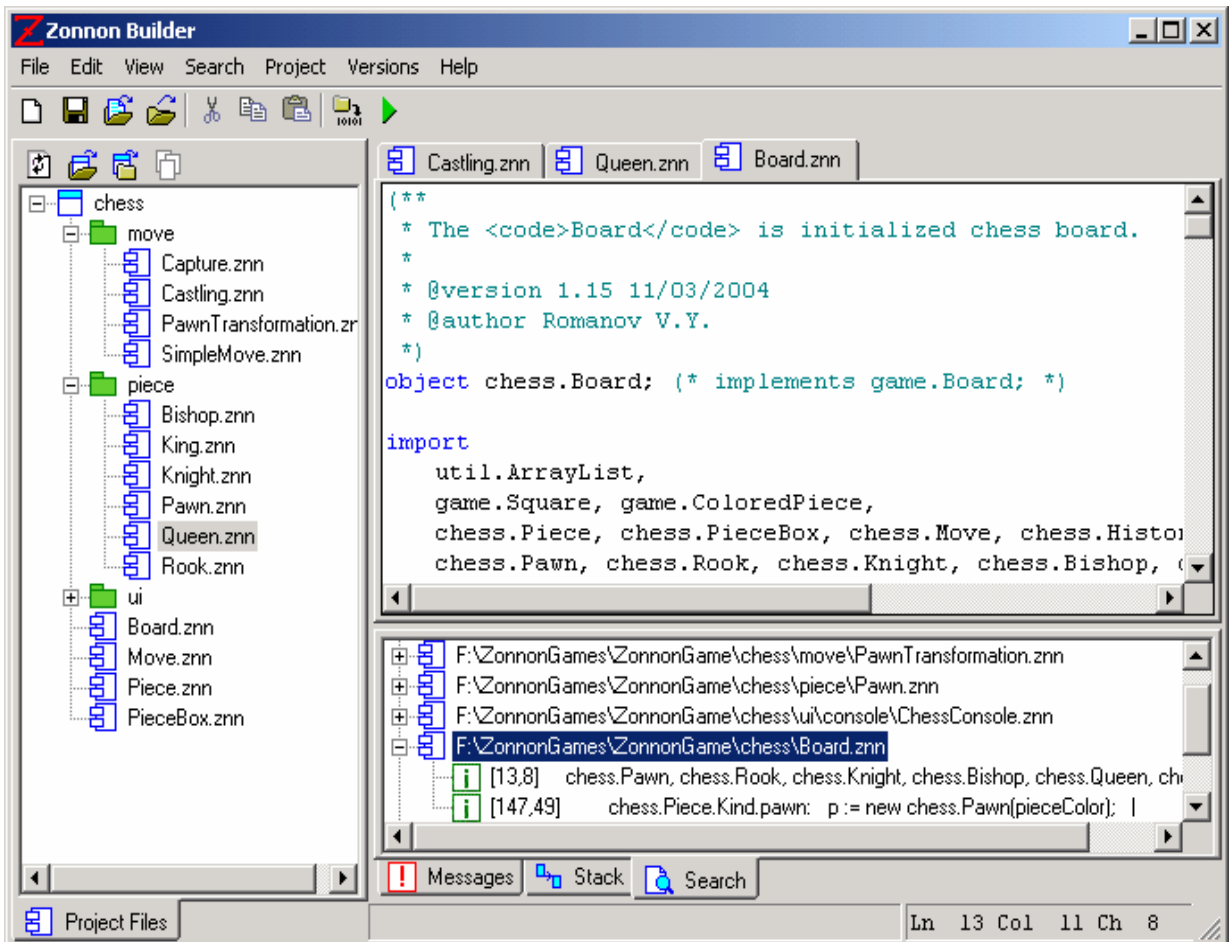 Zonnon Builder
File Edit View Search Project Versions Help
chess
move
Capture.znn
Castling.znn
PawnTransformation.zr
SimpleMove.znn
piece
Bishop.znn
King.znn
Knight.znn
Pawn.znn
Queen.znn
Rook.znn
ui
Board.znn
Move.znn
Piece.znn
PieceBox.znn
Project Files
Castling.znn Queen.znn Board.znn
(**
* The <code>Board</code> is initialized chess board.
*
* @version 1.15 11/03/2004
* @author Romanov V.Y.
*)
object chess.Board; (* implements game.Board; *)
import
util.ArrayList,
game.Square, game.ColoredPiece,
chess.Piece, chess.PieceBox, chess.Move, chess.Histo
chess.Pawn, chess.Rook, chess.Knight, chess.Bishop,
F:\ZonnonGames\ZonnonGame\chess\move\PawnTransformation.znn
F:\ZonnonGames\ZonnonGame\chess\piece\Pawn.znn
F:\ZonnonGames\ZonnonGame\chess\ui\console\ChessConsole.znn
F:\ZonnonGames\ZonnonGame\chess\Board.znn
[13,8] chess.Pawn, chess.Rook, chess.Knight, chess.Bishop, chess.Queen, ch
[147,49] chess.Piece.Kind.pawn: p := new chess.Pawn(pieceColor); |
Messages Stack Search
Ln 13 Col 11 Ch 8